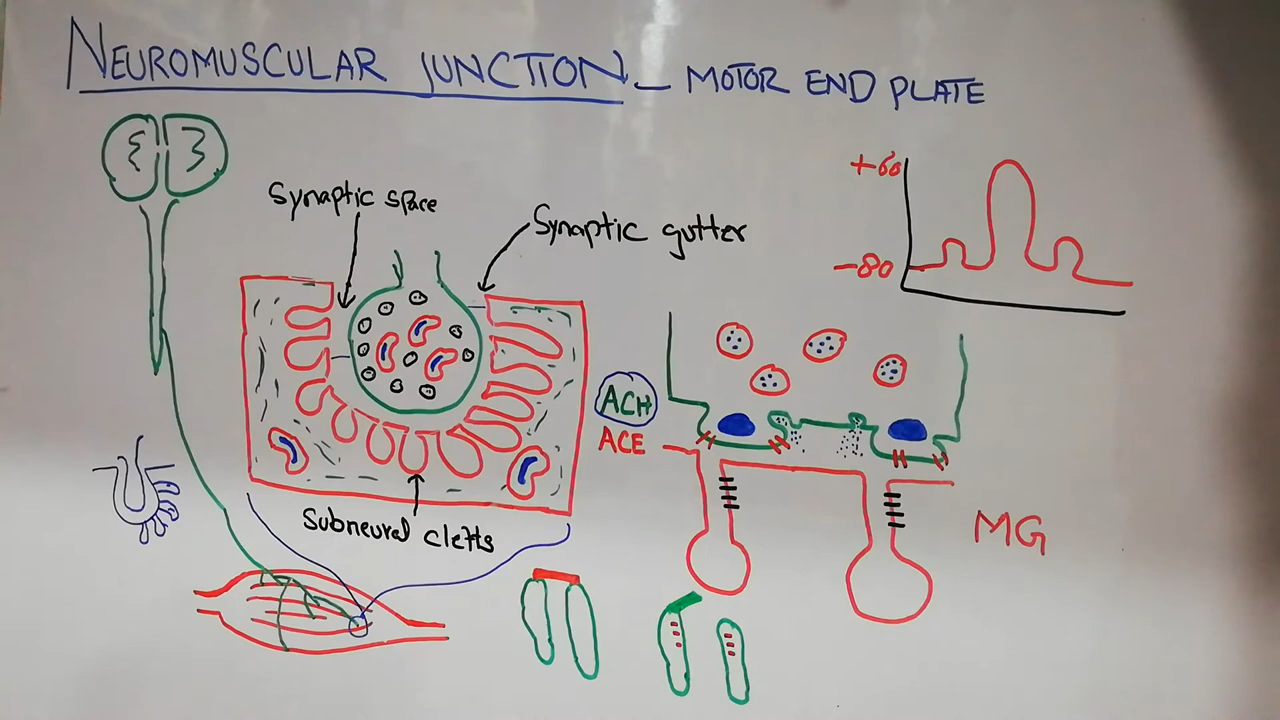 NEUROMUSCULAR JUNCTION – MOTOR END PLATE
Synaptic space
Synaptic gutter
+60
-80
ACH
ACE
Subneural clefts
MG